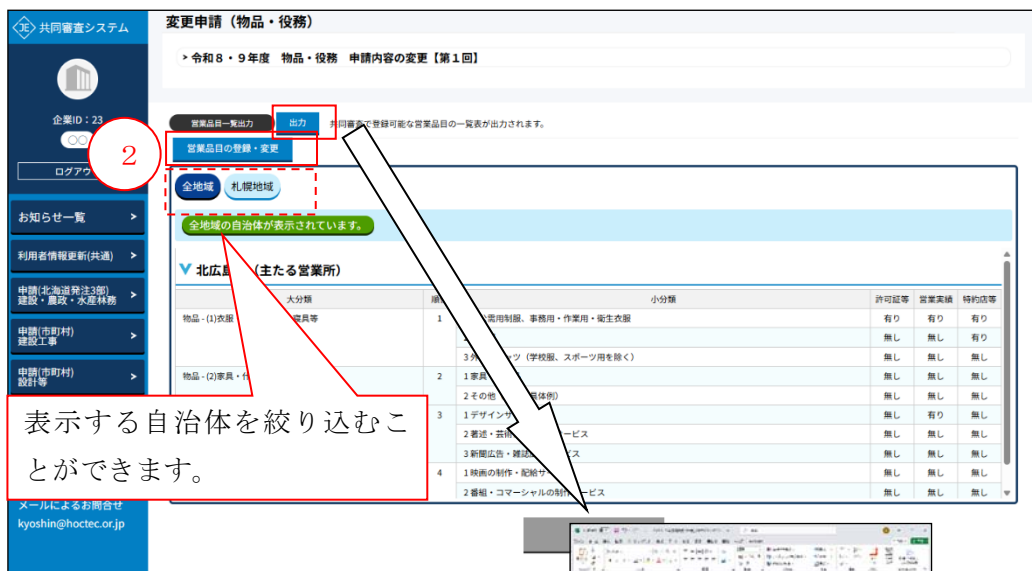 共同審査システム
変更申請（物品・役務）
> 令和８・９年度　物品・役務　申請内容の変更【第１回】
企業ID：23
〇〇
ログアウ
お知らせ一覧 >
利用者情報更新(共通) >
申請(北海道発注3部)
建設・農政・水産林務 >
申請(市町村)
建設工事 >
申請(市町村)
設計等 >
メールによるお問合せ
kyoshin@hoctec.or.jp
営業品目一覧出力 出力 共同審査で登録可能な営業品目の一覧表が出力されます。
２
営業品目の登録・変更
全地域 札幌地域
全地域の自治体が表示されています。
北広島 (主たる営業所)
大分類 順 小分類 許可証等 営業実績 特約店等
物品 - (1)衣服 寝具等 1 需用制服、事務用・作業用・衛生衣服 有り 有り 有り
無し 無し 有り
3 外 ャツ（学校服、スポーツ用を除く） 無し 無し 無し
物品 - (2)家具・什 2 1 家具 無し 無し 無し
2 その他 具体例） 無し 無し 無し
3 1 デザインサ 無し 有り 無し
2 著述・芸術 ービス 無し 無し 無し
3 新聞広告・雑誌 ス 無し 無し 無し
4 1 映画の制作・配給サ 無し 無し 無し
2 番組・コマーシャルの制作 ービス 無し 無し 無し
表示する自治体を絞り込むこ
とができます。